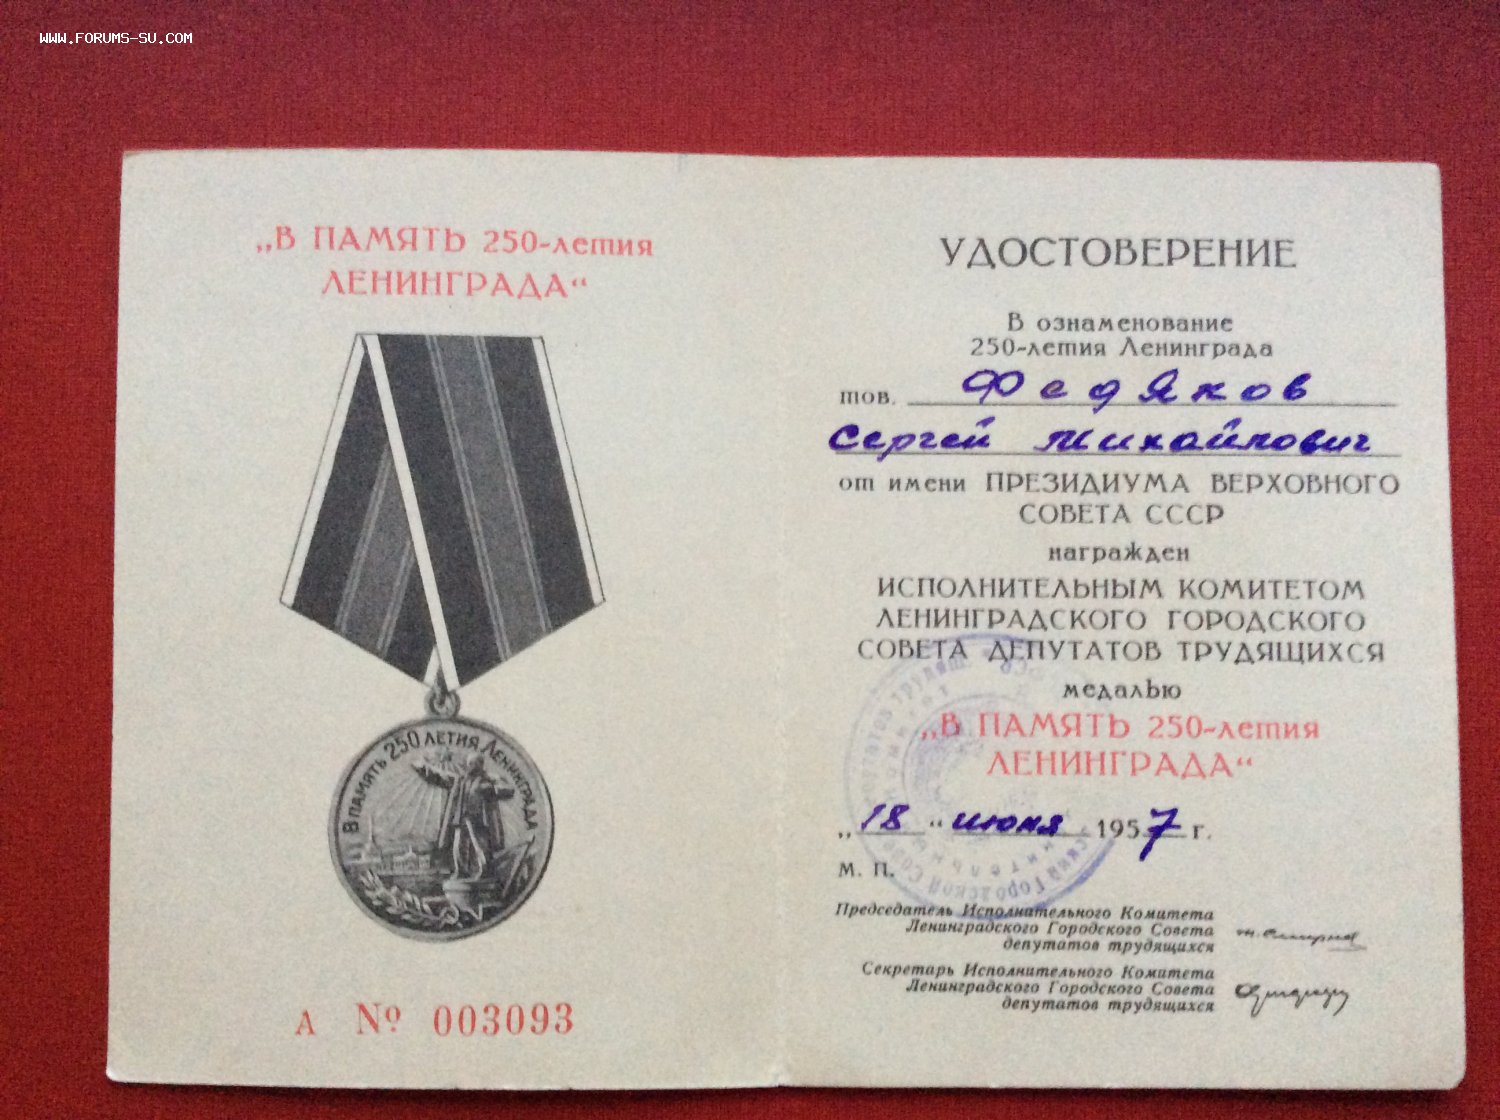 WWW.FORUMS-SU.COM
„В ПАМЯТЬ 250-летия
ЛЕНИНГРАДА“
В ПАМЯТЬ 250 ЛЕТИЯ ЛЕНИНГРАДА
А № 003093
УДОСТОВЕРЕНИЕ
В ознаменование
250-летия Ленинграда
тов. Федяков
Сергей Михайлович
от имени ПРЕЗИДИУМА ВЕРХОВНОГО
СОВЕТА СССР
награжден
ИСПОЛНИТЕЛЬНЫМ КОМИТЕТОМ
ЛЕНИНГРАДСКОГО ГОРОДСКОГО
СОВЕТА ДЕПУТАТОВ ТРУДЯЩИХСЯ
медалью
„В ПАМЯТЬ 250-летия
ЛЕНИНГРАДА“
„18“ июня 1957 г.
М. П.
Председатель Исполнительного Комитета
Ленинградского Городского Совета
депутатов трудящихся
Секретарь Исполнительного Комитета
Ленинградского Городского Совета
депутатов трудящихся